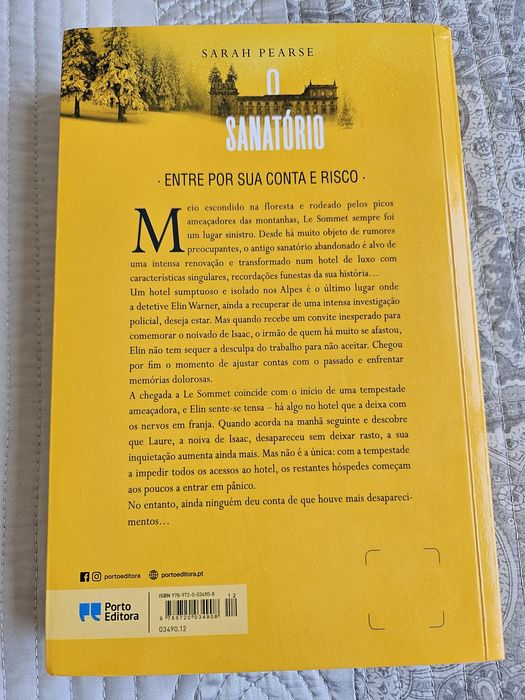 SARAH PEARSE
O
SANATÓRIO
· ENTRE POR SUA CONTA E RISCO ·
Meio escondido na floresta e rodeado pelos picos
ameaçadores das montanhas, Le Sommet sempre foi
um lugar sinistro. Desde há muito objeto de rumores
preocupantes, o antigo sanatório abandonado é alvo de
uma intensa renovação e transformado num hotel de luxo com
características singulares, recordações funestas da sua história…
Um hotel sumptuoso e isolado nos Alpes é o último lugar onde
a detetive Elin Warner, ainda a recuperar de uma intensa investigação
policial, deseja estar. Mas quando recebe um convite inesperado para
comemorar o noivado de Isaac, o irmão de quem há muito se afastou,
Elin não tem sequer a desculpa do trabalho para não aceitar. Chegou
por fim o momento de ajustar contas com o passado e enfrentar
memórias dolorosas.
A chegada a Le Sommet coincide com o início de uma tempestade
ameaçadora, e Elin sente-se tensa – há algo no hotel que a deixa com
os nervos em franja. Quando acorda na manhã seguinte e descobre
que Laure, a noiva de Isaac, desapareceu sem deixar rasto, a sua
inquietação aumenta ainda mais. Mas não é a única: com a tempestade
a impedir todos os acessos ao hotel, os restantes hóspedes começam
aos poucos a entrar em pânico.
No entanto, ainda ninguém deu conta de que houve mais desapareci-
mentos…
portoeditora
portoeditora.pt
Porto
Editora
ISBN 978-972-0-03490-8
1 2
9 789720 034908
03490.12